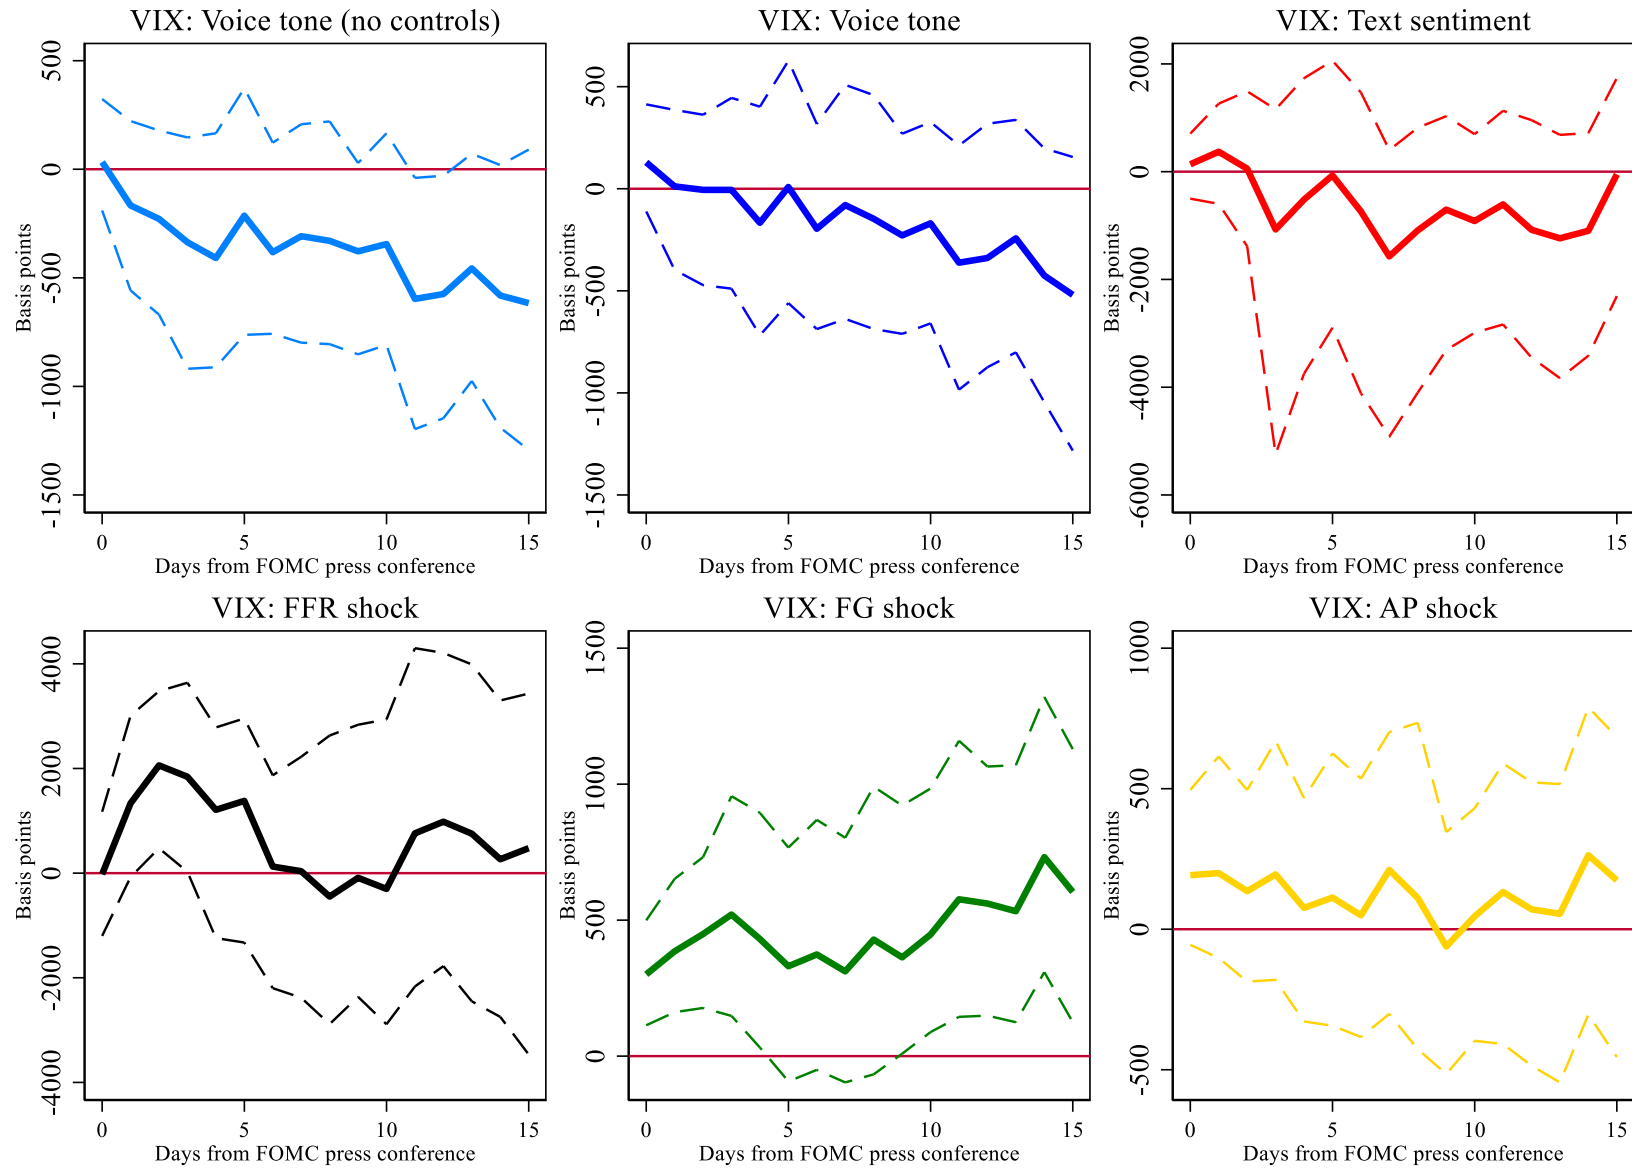 VIX: Voice tone (no controls)
Basis points
500
0
-500
-1000
-1500
0 5 10 15
Days from FOMC press conference
VIX: Voice tone
Basis points
500
0
-500
-1000
-1500
0 5 10 15
Days from FOMC press conference
VIX: Text sentiment
Basis points
2000
0
-2000
-4000
-6000
0 5 10 15
Days from FOMC press conference
VIX: FFR shock
Basis points
4000
2000
0
-2000
-4000
0 5 10 15
Days from FOMC press conference
VIX: FG shock
Basis points
1500
1000
500
0
0 5 10 15
Days from FOMC press conference
VIX: AP shock
Basis points
1000
500
0
-500
0 5 10 15
Days from FOMC press conference